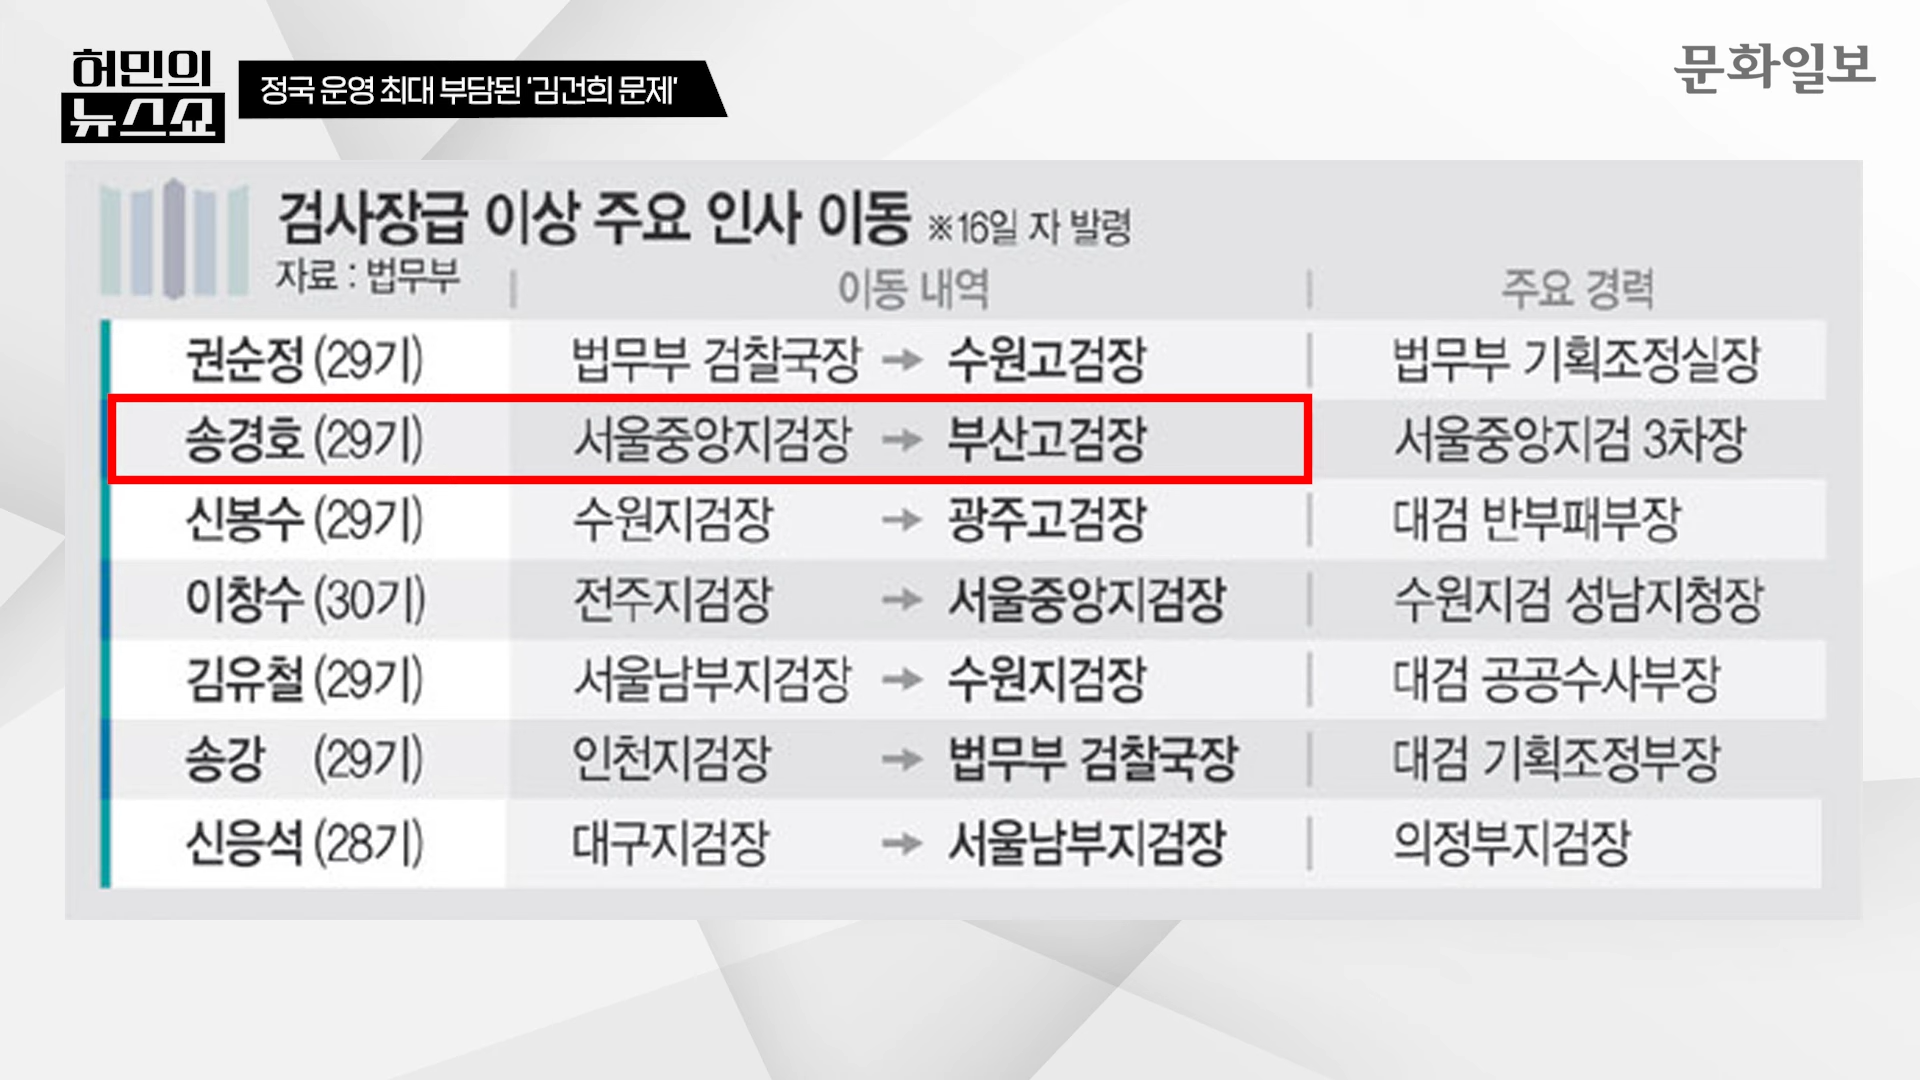 허민의
뉴스쇼
정국 운영 최대 부담된 '김건희 문제'
문화일보
검사장급 이상 주요 인사 이동 ※16일 자 발령
자료 : 법무부
이동 내역 주요 경력
권순정 (29기) 법무부 검찰국장 → 수원고검장 법무부 기획조정실장
송경호 (29기) 서울중앙지검장 → 부산고검장 서울중앙지검 3차장
신봉수 (29기) 수원지검장 → 광주고검장 대검 반부패부장
이창수 (30기) 전주지검장 → 서울중앙지검장 수원지검 성남지청장
김유철 (29기) 서울남부지검장 → 수원지검장 대검 공공수사부장
송강 (29기) 인천지검장 → 법무부 검찰국장 대검 기획조정부장
신응석 (28기) 대구지검장 → 서울남부지검장 의정부지검장